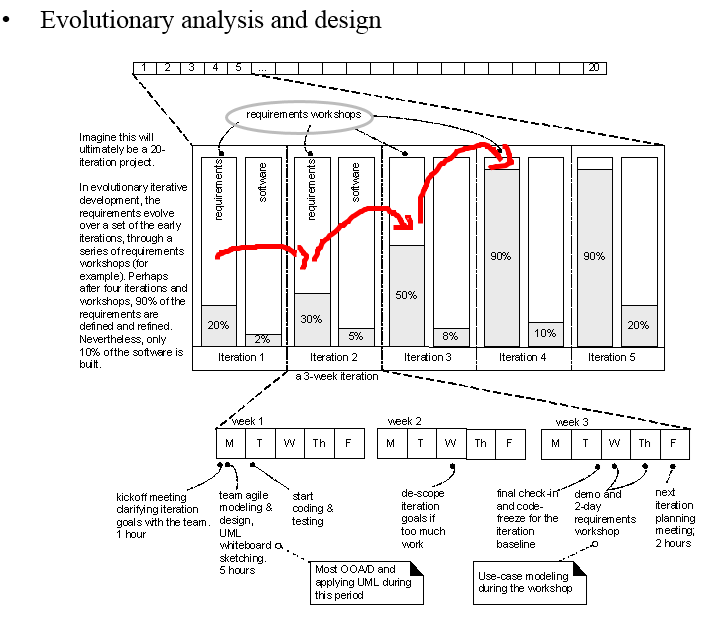 • Evolutionary analysis and design
1 2 3 4 5 ... 20
requirements workshops
Imagine this will
ultimately be a 20-
iteration project.
In evolutionary iterative
development, the
requirements evolve
over a set of the early
iterations, through a
series of requirements
workshops (for
example). Perhaps
after four iterations and
workshops, 90% of the
requirements are
defined and refined.
Nevertheless, only
10% of the software is
built.
requirements
software
requirements
software
20%
2%
30%
5%
50%
8%
90%
10%
90%
20%
Iteration 1
Iteration 2
Iteration 3
Iteration 4
Iteration 5
a 3-week iteration
week 1
M T W Th F
week 2
M T W Th F
week 3
M T W Th F
kickoff meeting
clarifying iteration
goals with the team.
1 hour
team agile
modeling &
design,
UML
whiteboard
sketching.
5 hours
start
coding &
testing
de-scope
iteration
goals if
too much
work
final check-in
and code-
freeze for the
iteration
baseline
demo and
2-day
requirements
workshop
next
iteration
planning
meeting;
2 hours
Most OOA/D and
applying UML during
this period
Use-case modeling
during the workshop